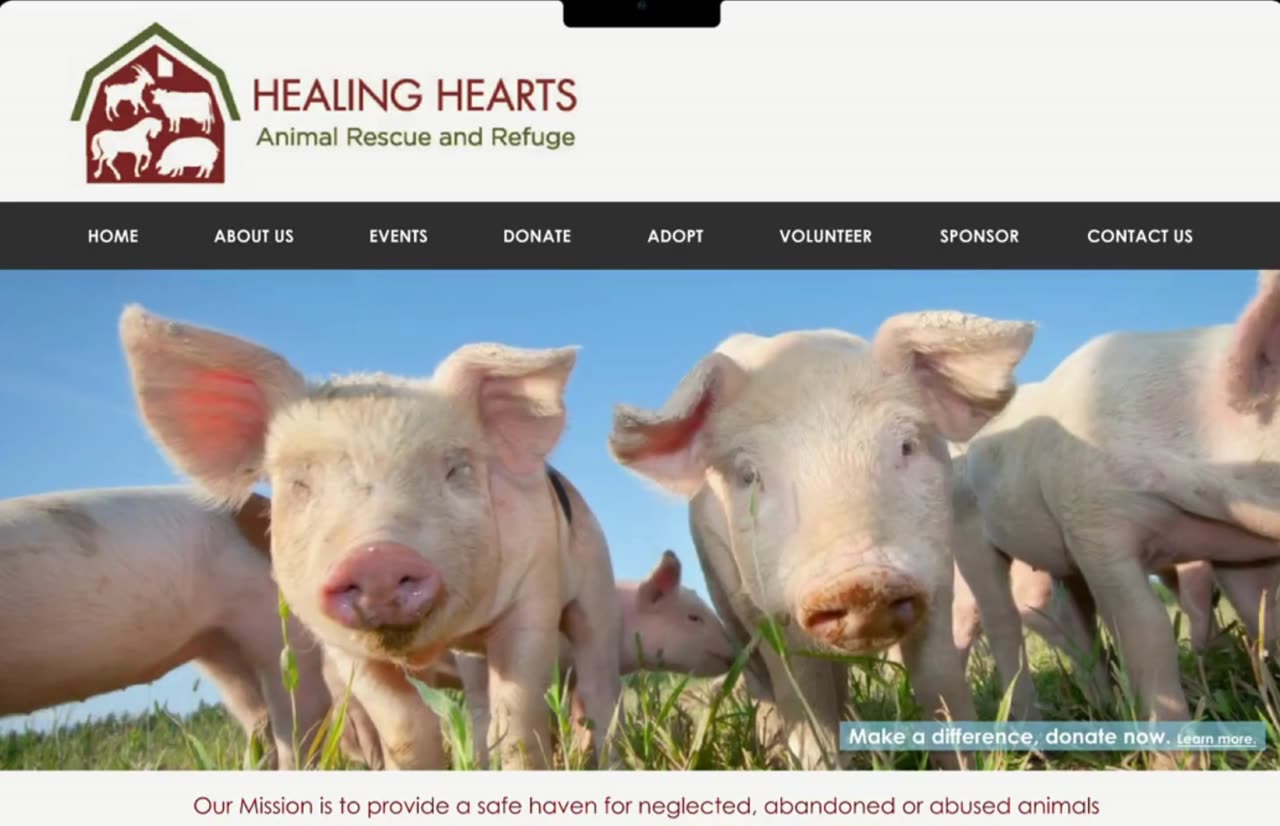 HEALING HEARTS
Animal Rescue and Refuge
HOME ABOUT US EVENTS DONATE ADOPT VOLUNTEER SPONSOR CONTACT US
Make a difference, donate now. Learn more.
Our Mission is to provide a safe haven for neglected, abandoned or abused animals